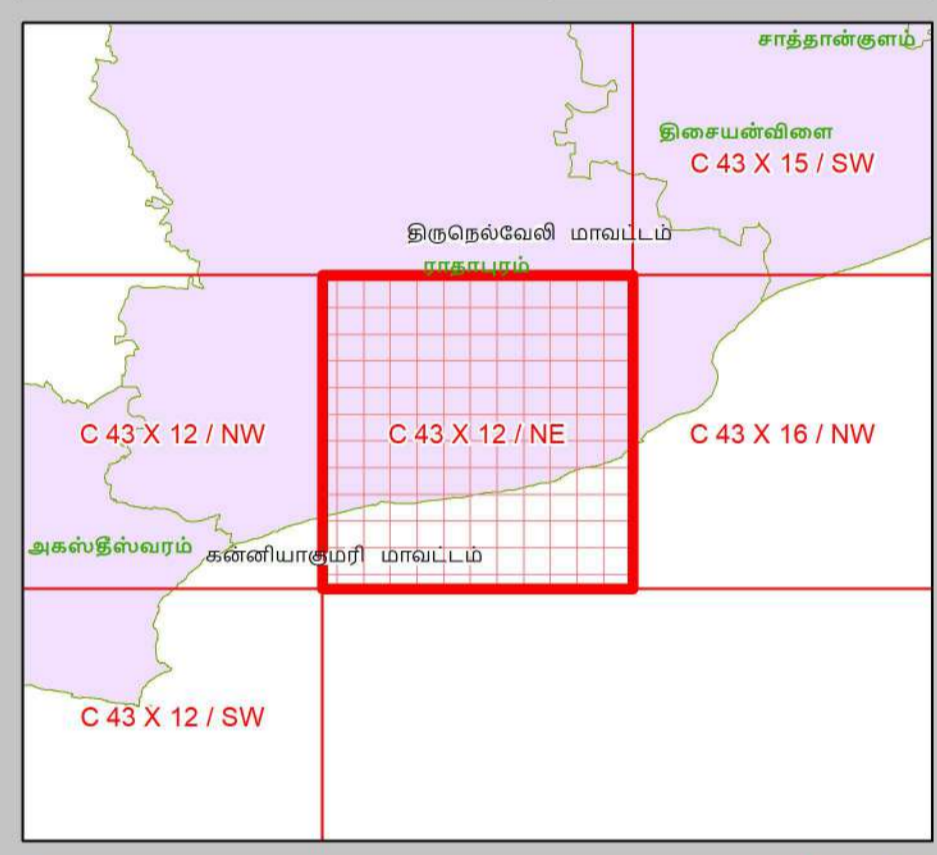 சாத்தான்குளம்
திசையன்விளை
C 43 X 15 / SW
திருநெல்வேலி மாவட்டம்
ராதாபுரம்
C 43 X 12 / NW
C 43 X 12 / NE
C 43 X 16 / NW
அகஸ்தீஸ்வரம்
கன்னியாகுமரி மாவட்டம்
C 43 X 12 / SW